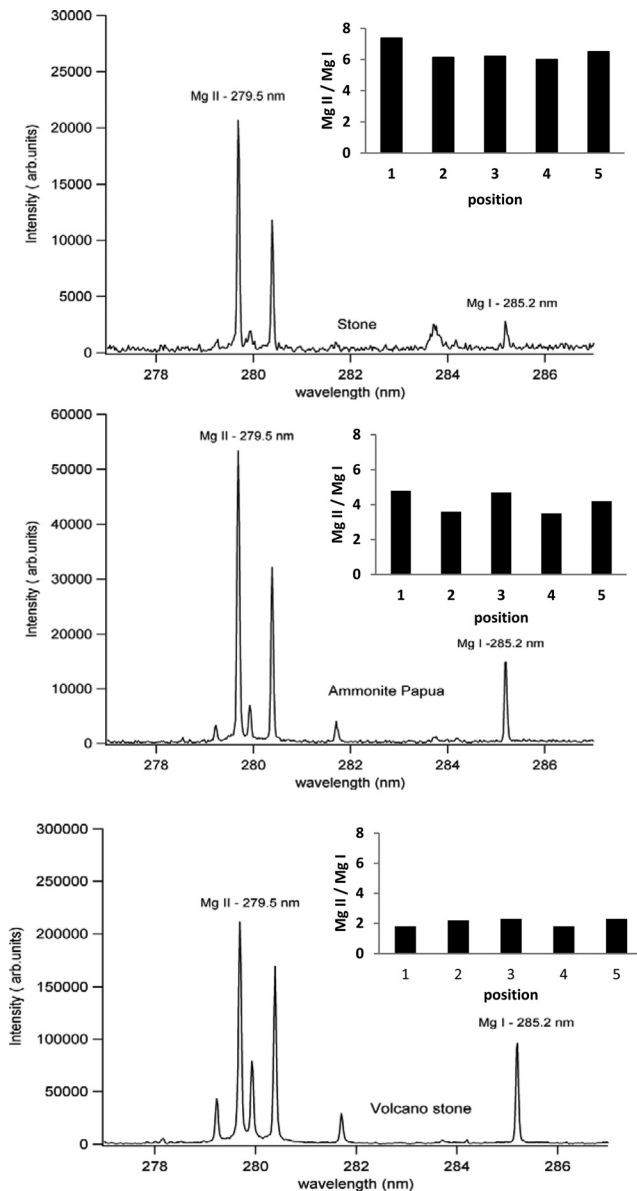 30000
25000
20000
15000
10000
5000
0
Intensity ( arb.units)
Mg II - 279.5 nm
Stone
Mg I - 285.2 nm
278 280 282 284 286
wavelength (nm)
8
6
4
2
0
Mg II / Mg I
1 2 3 4 5
position
60000
50000
40000
30000
20000
10000
0
Intensity ( arb.units)
Mg II - 279.5 nm
Ammonite Papua
Mg I -285.2 nm
278 280 282 284 286
wavelength (nm)
8
6
4
2
0
Mg II / Mg I
1 2 3 4 5
position
300000
250000
200000
150000
100000
50000
0
Intensity ( arb.units)
Mg II - 279.5 nm
Volcano stone
Mg I - 285.2 nm
278 280 282 284 286
wavelength (nm)
8
6
4
2
0
Mg II / Mg I
1 2 3 4 5
position